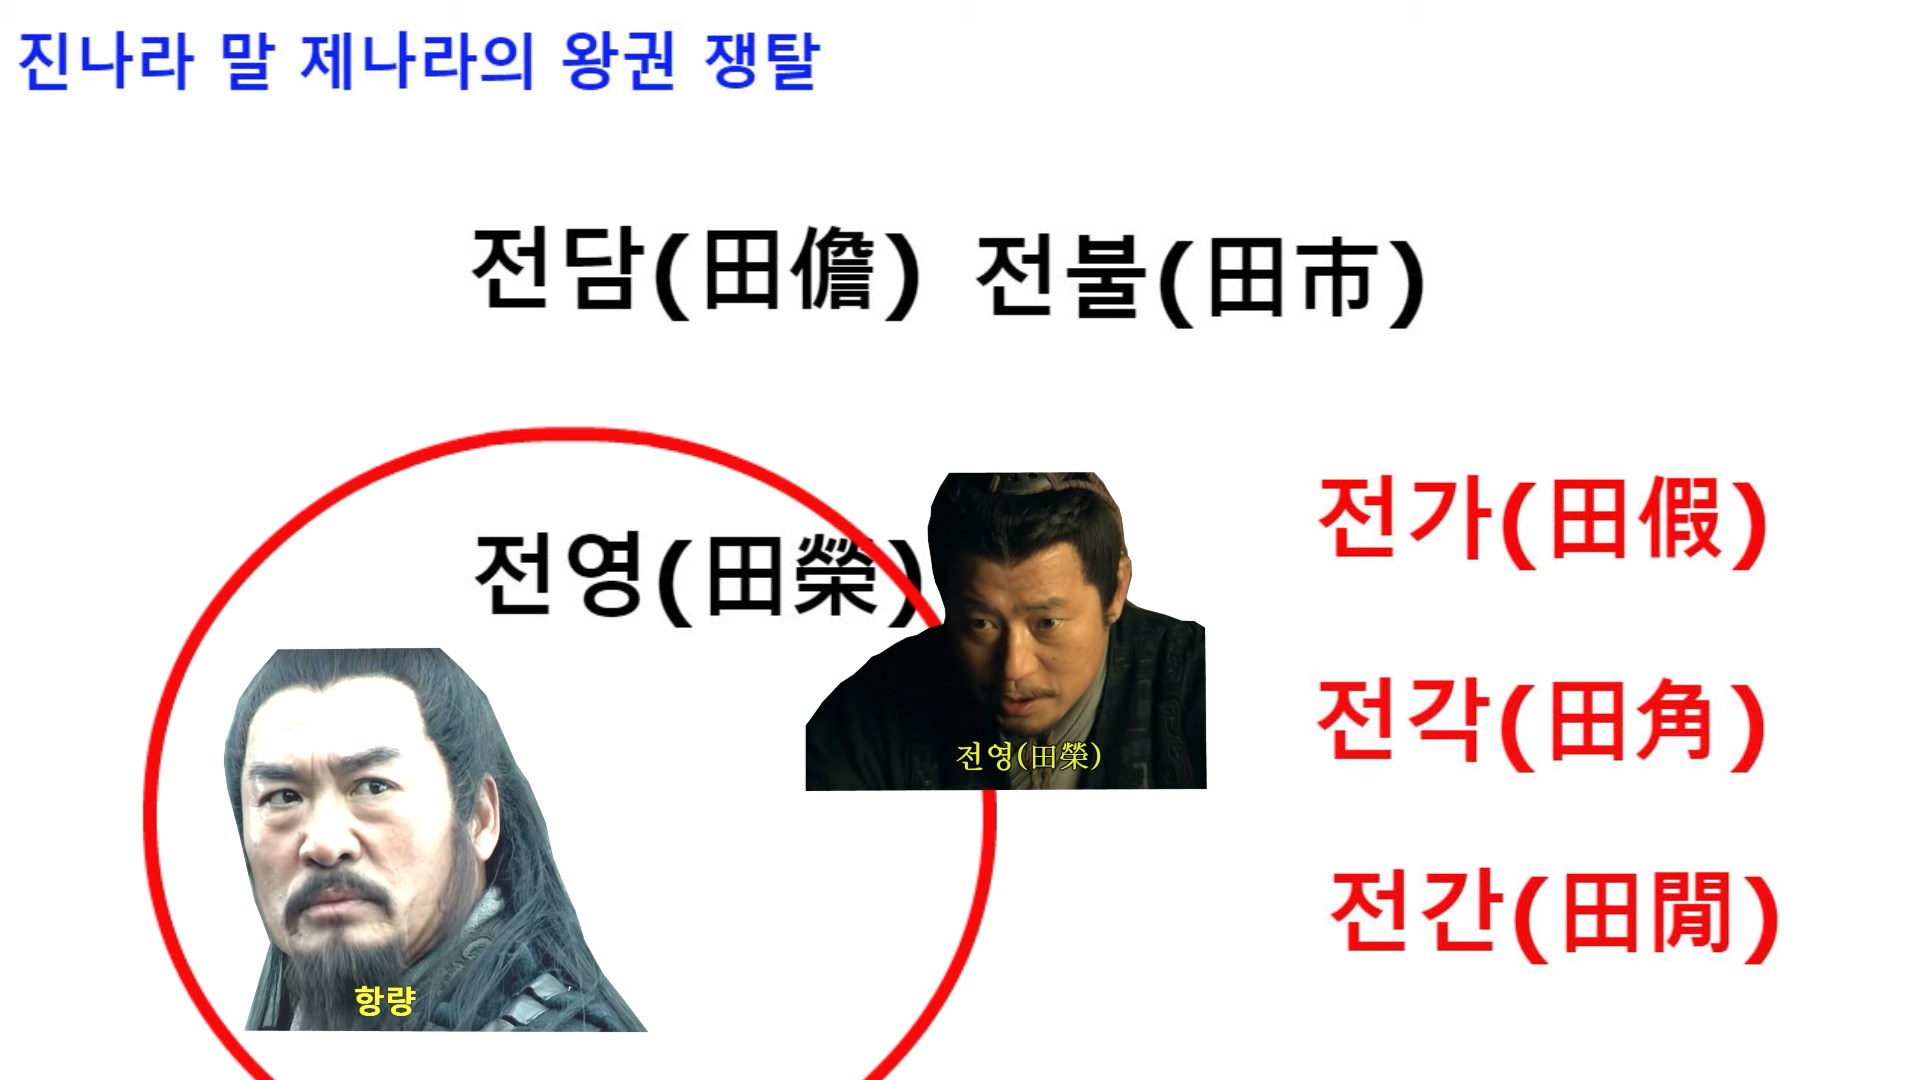 진나라 말 제나라의 왕권 쟁탈
전담(田儋) 전불(田市)
전영(田榮)
전가(田假)
전영(田榮)
전각(田角)
전간(田閒)
항량